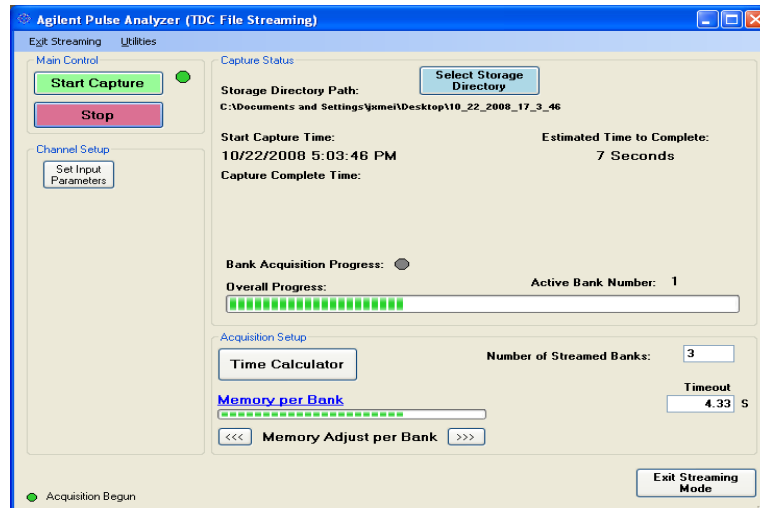 Agilent Pulse Analyzer (TDC File Streaming)
Exit Streaming Utilities
Main Control
Start Capture
Stop
Channel Setup
Set Input
Parameters
Capture Status
Storage Directory Path:
Select Storage
Directory
C:\Documents and Settings\jxmei\Desktop\10_22_2008_17_3_46
Start Capture Time:
Estimated Time to Complete:
10/22/2008 5:03:46 PM
7 Seconds
Capture Complete Time:
Bank Acquisition Progress:
Overall Progress:
Active Bank Number: 1
Acquisition Setup
Time Calculator
Number of Streamed Banks: 3
Memory per Bank
Timeout
4.33 S
<<< Memory Adjust per Bank >>>
Exit Streaming
Mode
Acquisition Begun